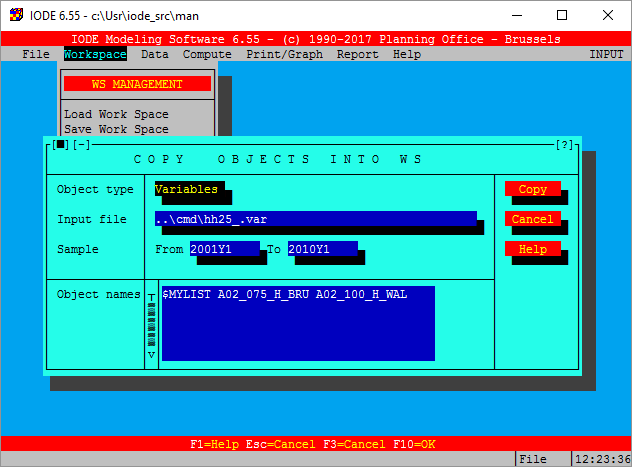 IODE 6.55 - c:\Usr\iode_src\man
IODE Modeling Software 6.55 - (c) 1990-2017 Planning Office - Brussels
File Workspace Data Compute Print/Graph Report Help INPUT
WS MANAGEMENT
Load Work Space
Save Work Space
[■][-] [?]
C O P Y O B J E C T S I N T O W S
Object type Variables Copy
Input file ..\cmd\hh25_.var Cancel
Sample From 2001Y1 To 2010Y1 Help
Object names $MYLIST A02_075_H_BRU A02_100_H_WAL
F1=Help Esc=Cancel F3=Cancel F10=OK
File 12:23:36